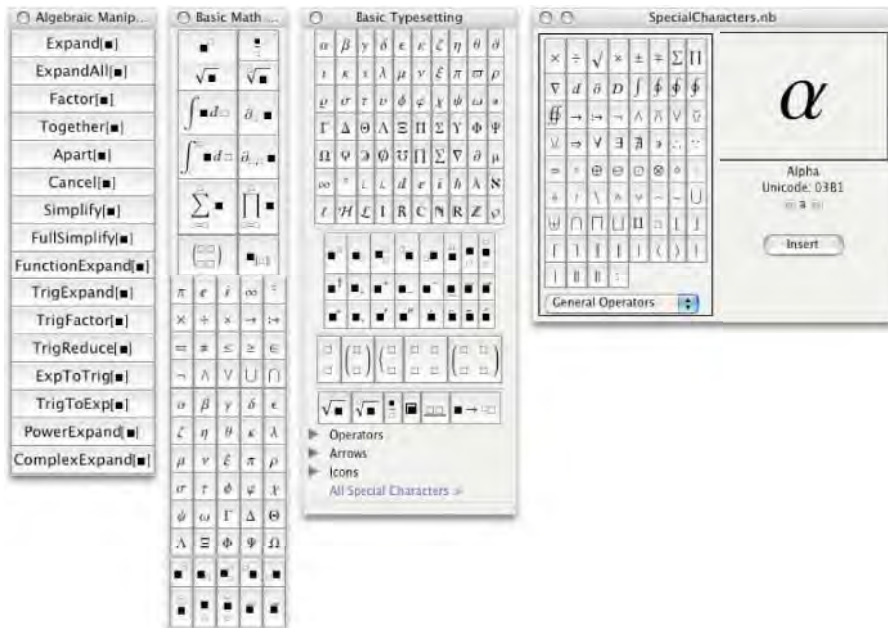 Algebraic Manip...
Expand[■]
ExpandAll[■]
Factor[■]
Together[■]
Apart[■]
Cancel[■]
Simplify[■]
FullSimplify[■]
FunctionExpand[■]
TrigExpand[■]
TrigFactor[■]
TrigReduce[■]
ExpToTrig[■]
TrigToExp[■]
PowerExpand[■]
ComplexExpand[■]
Basic Math ...
√■
∫■d□ ∂□■
∑■ ∏■
π e i ∞ °
× ÷ × → :→
== ≠ ≤ ≥ ∈
¬ ∧ ∨ ∪ ∩
α β γ δ ϵ
ζ η θ κ λ
μ ν ξ π ρ
σ τ ϕ φ χ
ψ ω Γ Δ Θ
Λ Ξ Φ Ψ Ω
Basic Typesetting
α β γ δ ϵ ε ζ η θ ϑ
ι κ ϰ λ μ ν ξ π ϖ ρ
ϱ σ τ υ ϕ φ χ ψ ω
Γ Δ Θ Λ Ξ Π Σ Υ Φ Ψ
Ω ∏ ∑ ∇ ∂ μ
∞ ° ℵ
ℒ ℝ ℂ ℕ ℤ ℘
√■ ■→
Operators
Arrows
Icons
All Special Characters »
SpecialCharacters.nb
× ÷ √ × ± ∓ ∑ ∏
∇ d ∂ D ∫ ∮ ∮ ∮
→ :→ ¬ ∧ ⊼ ∨ ⊽
⇒ ∀ ∃ ∄ ∴ ∵
⊕ ⊖ ⊙ ⊗
General Operators
α
Alpha
Unicode: 03B1
a
Insert